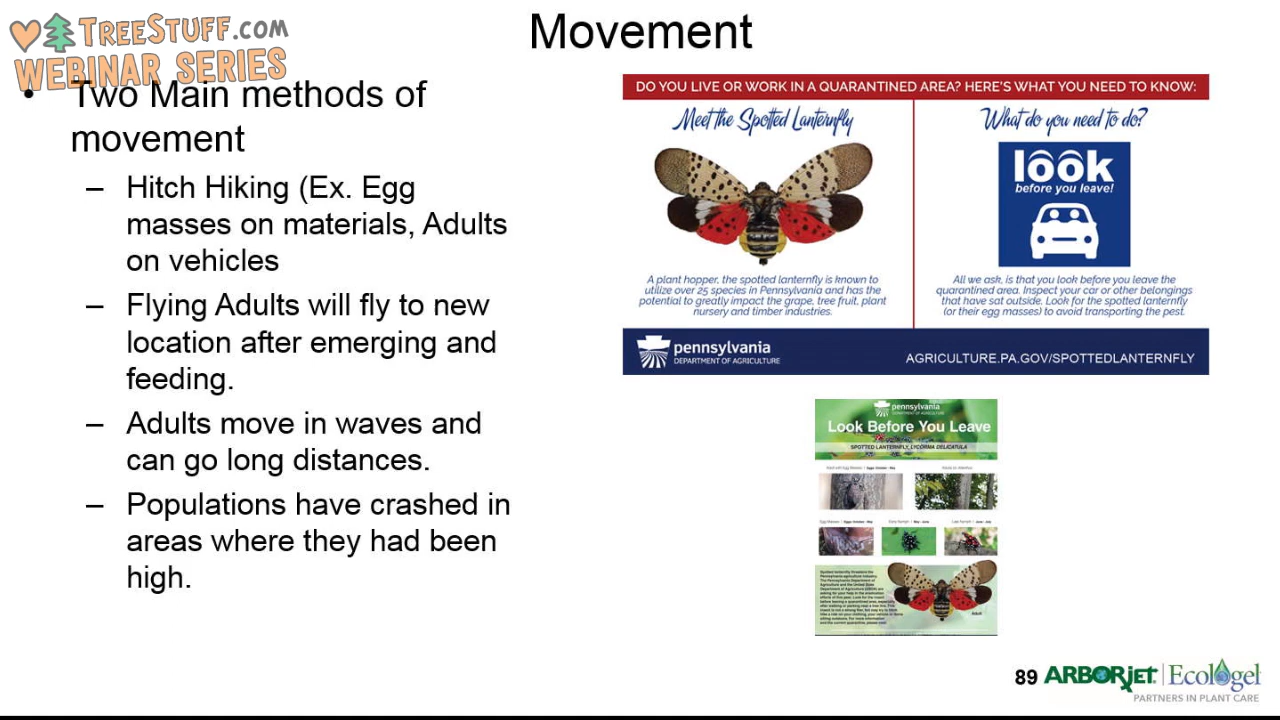 TREESTUFF.COM
WEBINAR SERIES
Movement
• Two Main methods of
movement
– Hitch Hiking (Ex. Egg
masses on materials, Adults
on vehicles
– Flying Adults will fly to new
location after emerging and
feeding.
– Adults move in waves and
can go long distances.
– Populations have crashed in
areas where they had been
high.
DO YOU LIVE OR WORK IN A QUARANTINED AREA? HERE'S WHAT YOU NEED TO KNOW:
Meet the Spotted Lanternfly
A plant hopper, the spotted lanternfly is known to
utilize over 25 species in Pennsylvania and has the
potential to greatly impact the grape, tree fruit, plant
nursery and timber industries.
What do you need to do?
look
before you leave!
All we ask, is that you look before you leave the
quarantined area. Inspect your car or other belongings
that have sat outside. Look for the spotted lanternfly
(or their egg masses) to avoid transporting the pest.
pennsylvania
DEPARTMENT OF AGRICULTURE
AGRICULTURE.PA.GOV/SPOTTEDLANTERNFLY
pennsylvania
DEPARTMENT OF AGRICULTURE
Look Before You Leave
SPOTTED LANTERNFLY, LYCORMA DELICATULA
Adult
89
ARBORjET
Ecologel
PARTNERS IN PLANT CARE